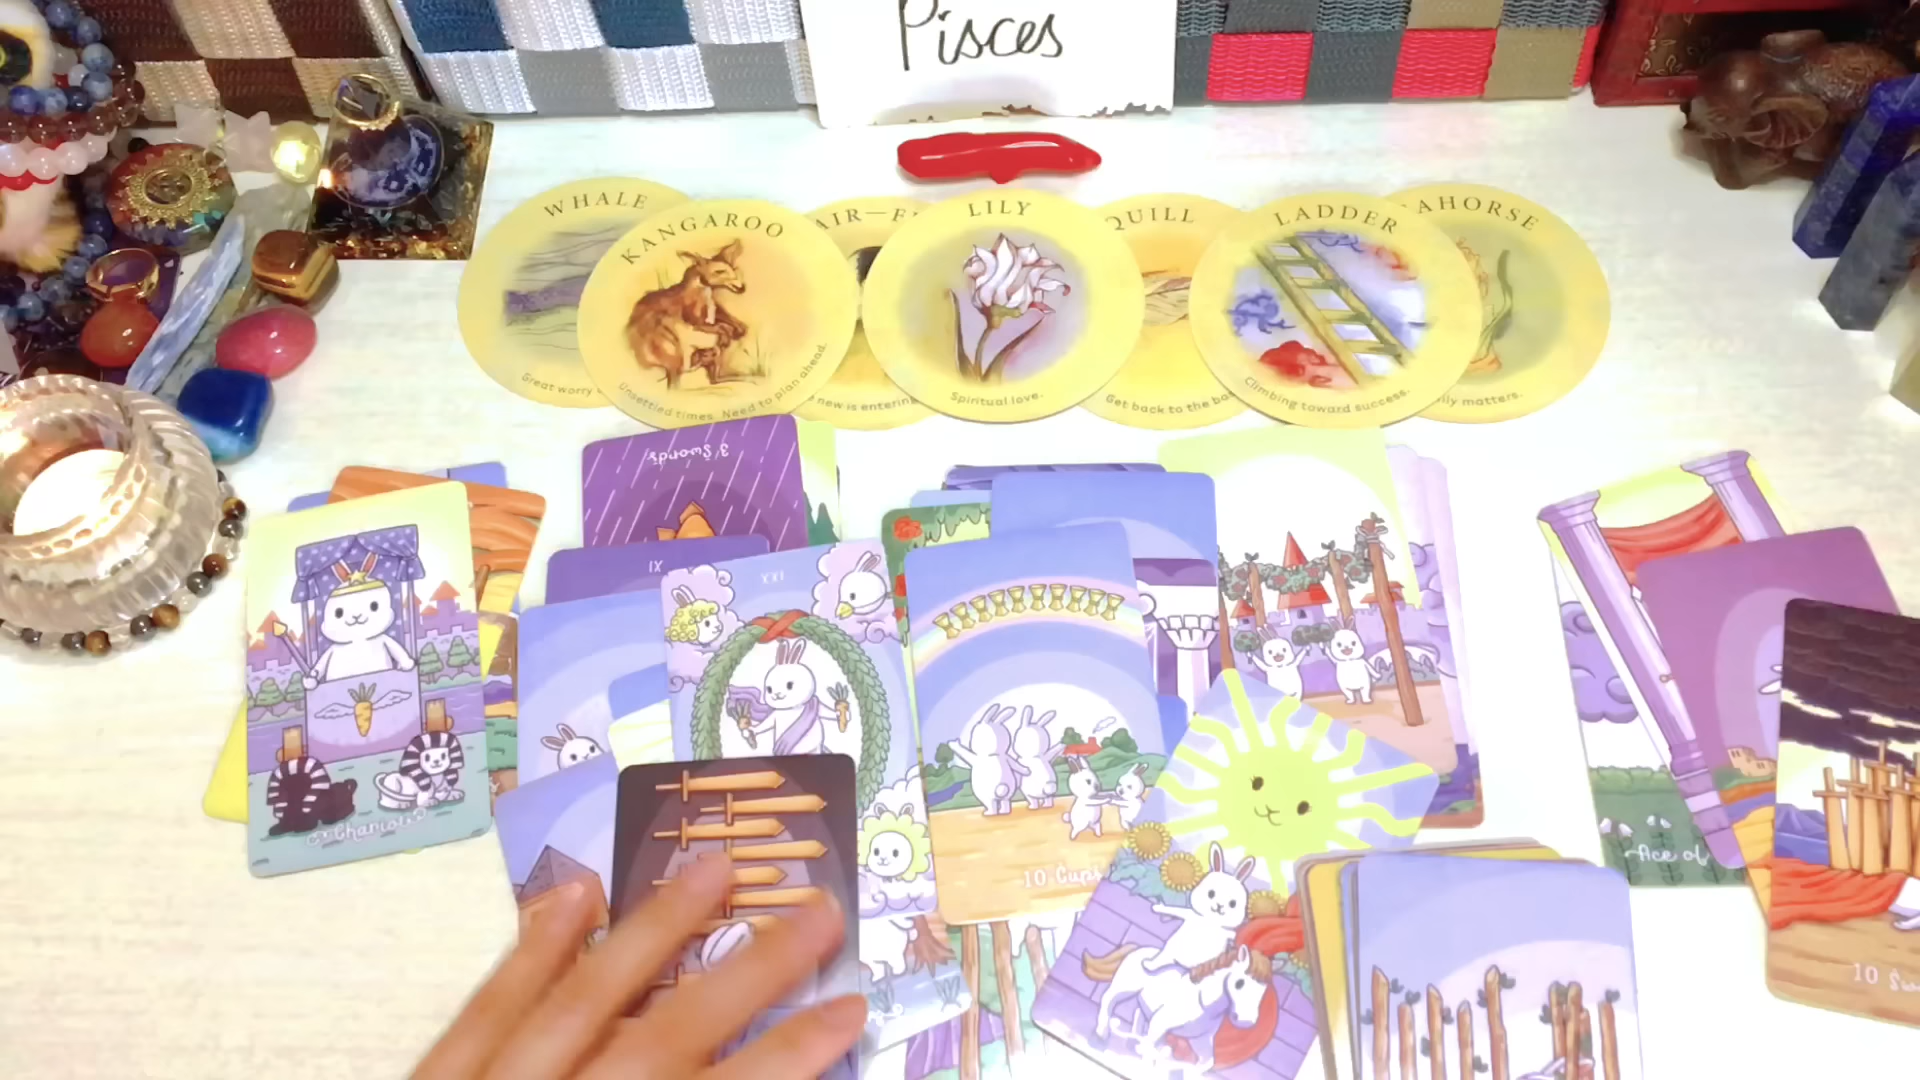 Pisces
WHALE
Great worry
KANGAROO
Unsettled times. Need to plan ahead.
new is entering
LILY
Spiritual love.
QUILL
Get back to the
LADDER
Climbing toward success.
matters.
3 Swords
IX
XXI
Chariot
10 Cups
Ace of
10